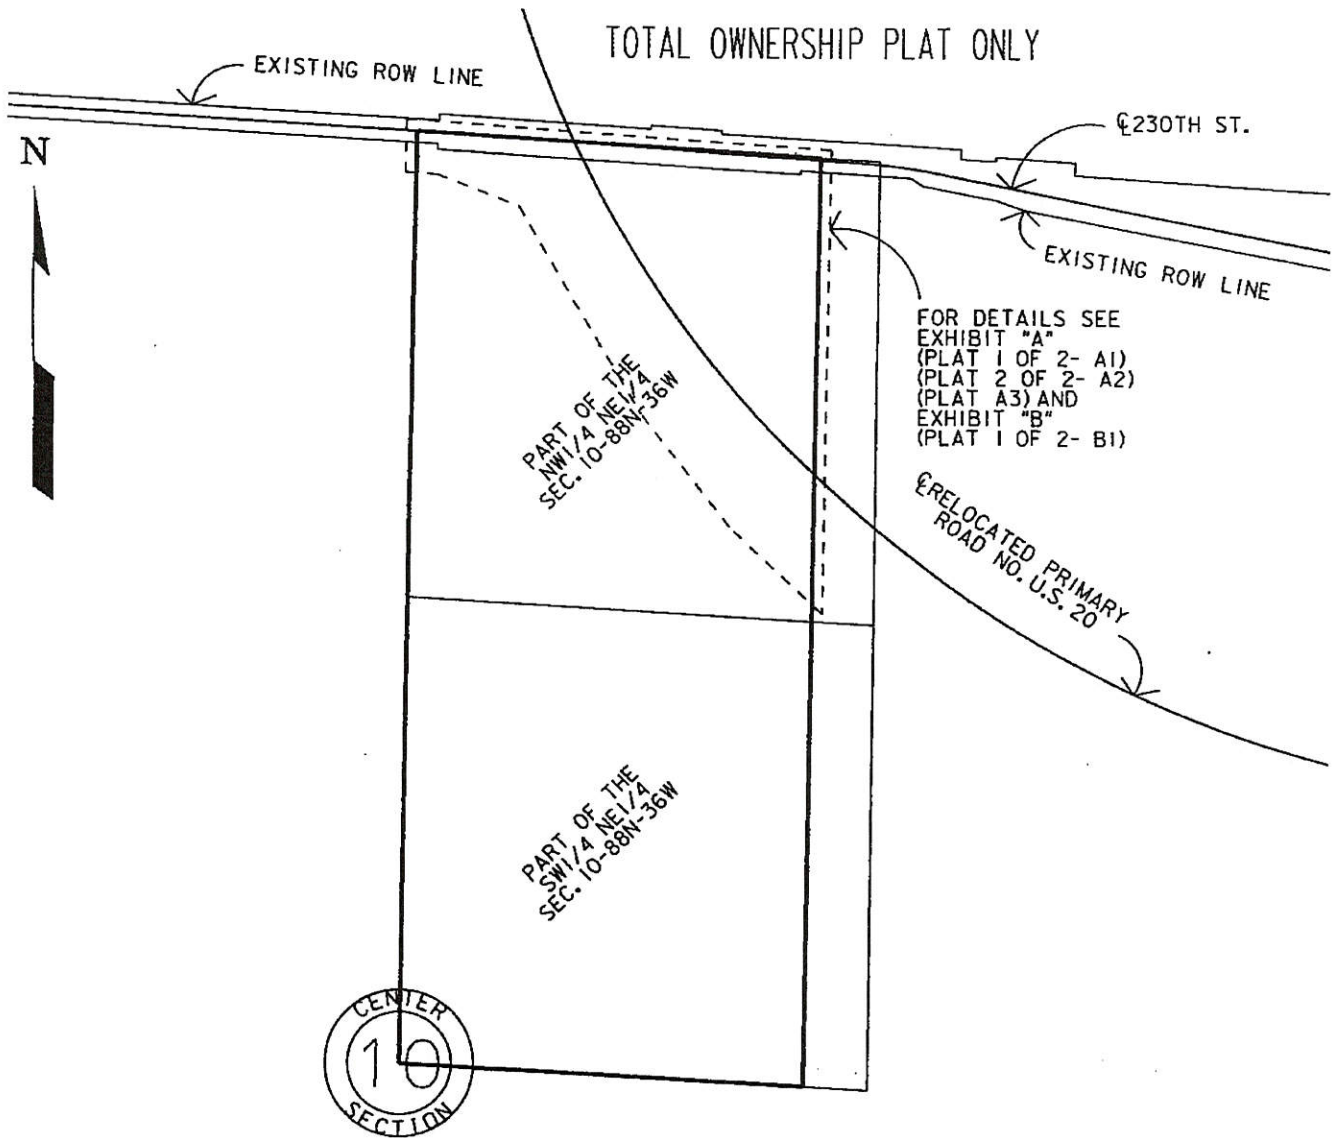 TOTAL OWNERSHIP PLAT ONLY
EXISTING ROW LINE
℄230TH ST.
N
EXISTING ROW LINE
FOR DETAILS SEE
EXHIBIT "A"
(PLAT 1 OF 2- A1)
(PLAT 2 OF 2- A2)
(PLAT A3) AND
EXHIBIT "B"
(PLAT 1 OF 2- B1)
PART OF THE
NW1/4 NE1/4
SEC. 10-88N-36W
℄RELOCATED PRIMARY
ROAD NO. U.S. 20
PART OF THE
SW1/4 NE1/4
SEC. 10-88N-36W
CENTER
10
SECTION